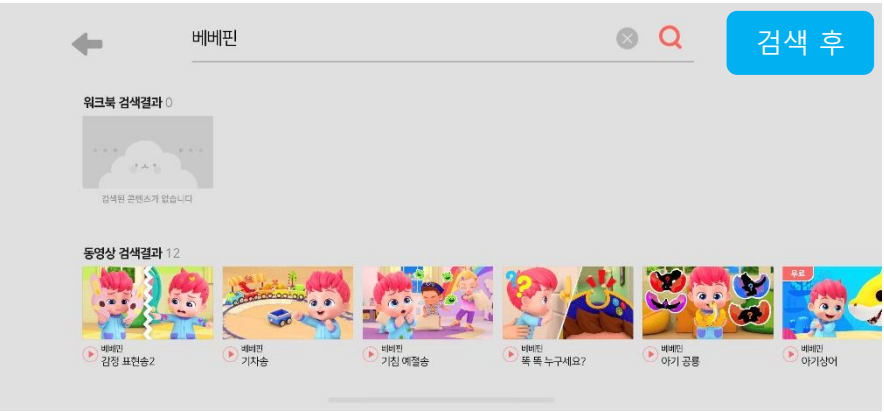 베베핀
검색 후
워크북 검색결과 0
검색된 콘텐츠가 없습니다
동영상 검색결과 12
무료
베베핀
감정 표현송2
베베핀
기차송
베베핀
기침 예절송
베베핀
똑 똑 누구세요?
베베핀
아기 공룡
베베핀
아기상어